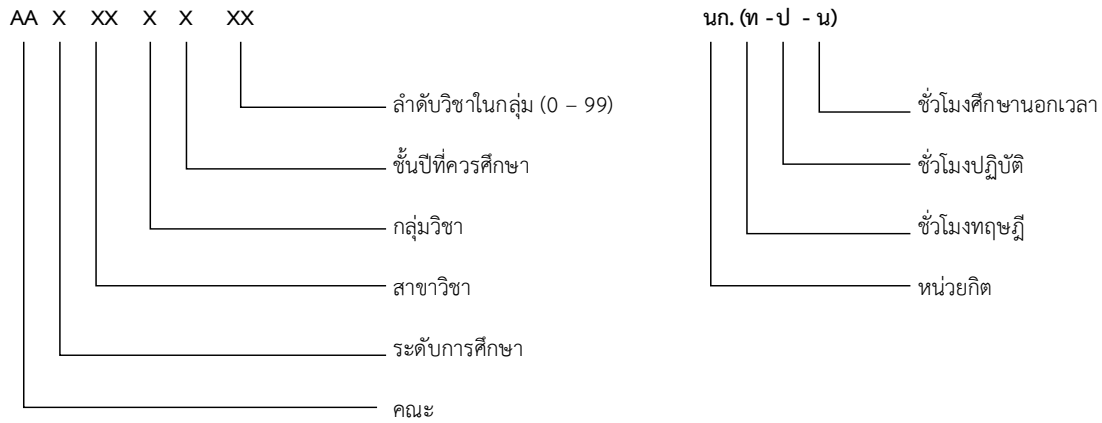 AA X XX X X XX นก. (ท - ป - น)
ลำดับวิชาในกลุ่ม (0 – 99) ชั่วโมงศึกษานอกเวลา
ชั้นปีที่ควรศึกษา ชั่วโมงปฏิบัติ
กลุ่มวิชา ชั่วโมงทฤษฎี
สาขาวิชา หน่วยกิต
ระดับการศึกษา
คณะ